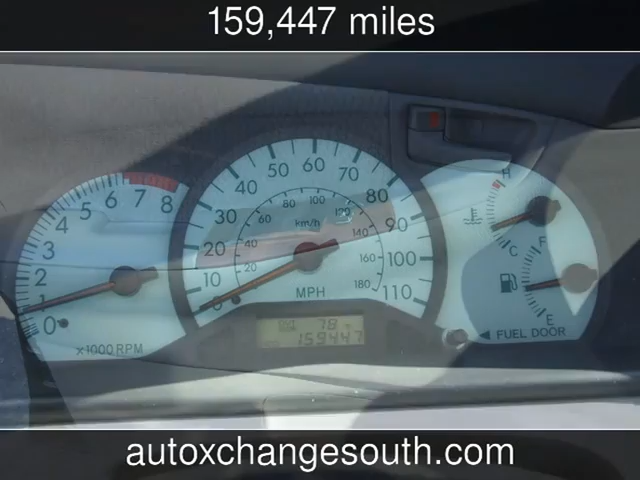 159,447 miles
0 1 2 3 4 5 6 7 8
×1000 RPM
0 10 20 30 40 50 60 70 80 90 100 110
20 40 60 80 100 120 140 160 180
km/h
MPH
78
159447
H
C
F
E
FUEL DOOR
autoxchangesouth.com